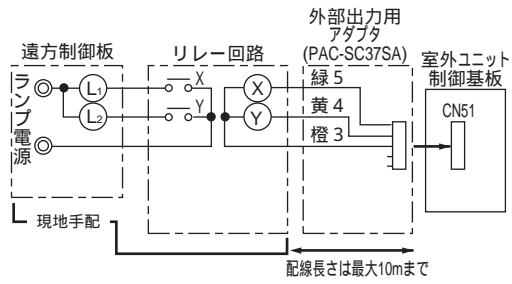 外部出力用
アダプタ
(PAC-SC37SA)
遠方制御板
リレー回路
室外ユニット
制御基板
ランプ電源
L1
L2
X
Y
X
Y
緑 5
黄 4
橙 3
CN51
現地手配
配線長さは最大10mまで